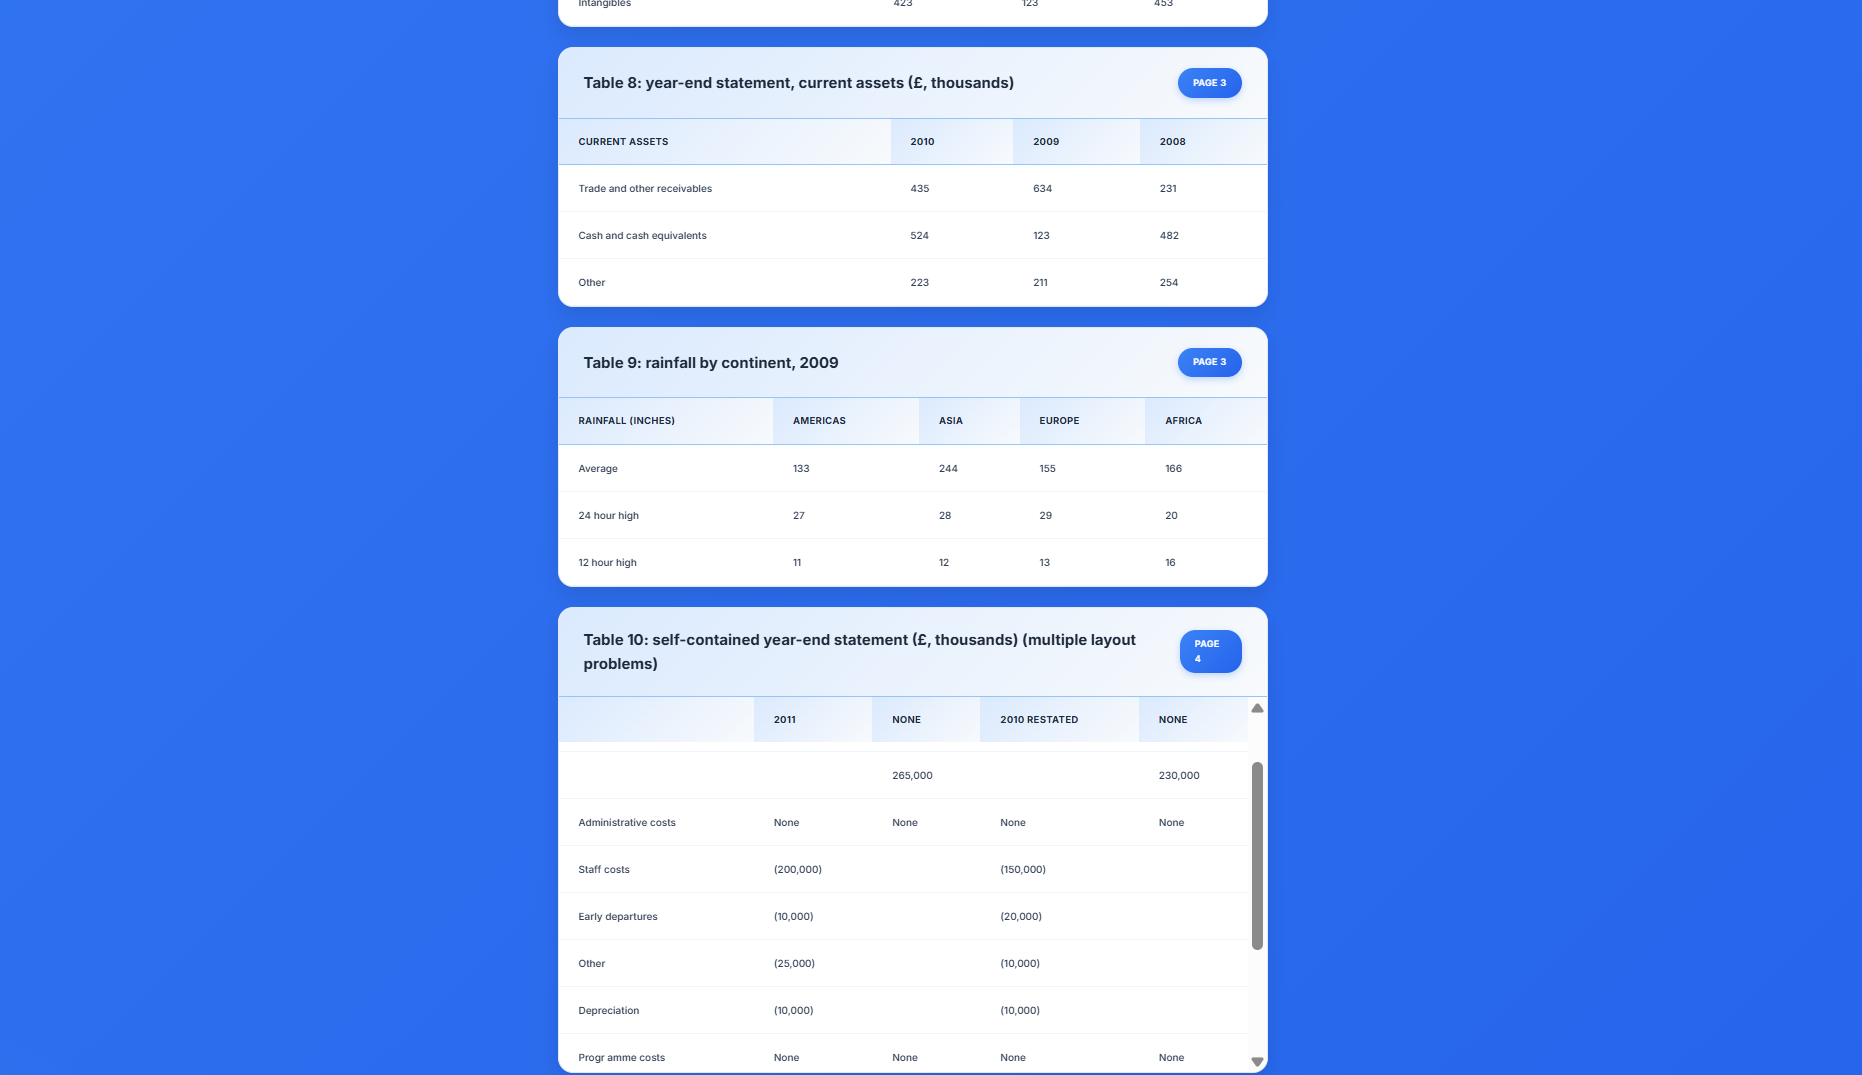 Intangibles 423 123 453
Table 8: year-end statement, current assets (£, thousands) PAGE 3
CURRENT ASSETS 2010 2009 2008
Trade and other receivables 435 634 231
Cash and cash equivalents 524 123 482
Other 223 211 254
Table 9: rainfall by continent, 2009 PAGE 3
RAINFALL (INCHES) AMERICAS ASIA EUROPE AFRICA
Average 133 244 155 166
24 hour high 27 28 29 20
12 hour high 11 12 13 16
Table 10: self-contained year-end statement (£, thousands) (multiple layout
problems)
PAGE
4
2011 NONE 2010 RESTATED NONE
265,000 230,000
Administrative costs None None None None
Staff costs (200,000) (150,000)
Early departures (10,000) (20,000)
Other (25,000) (10,000)
Depreciation (10,000) (10,000)
Progr amme costs None None None None